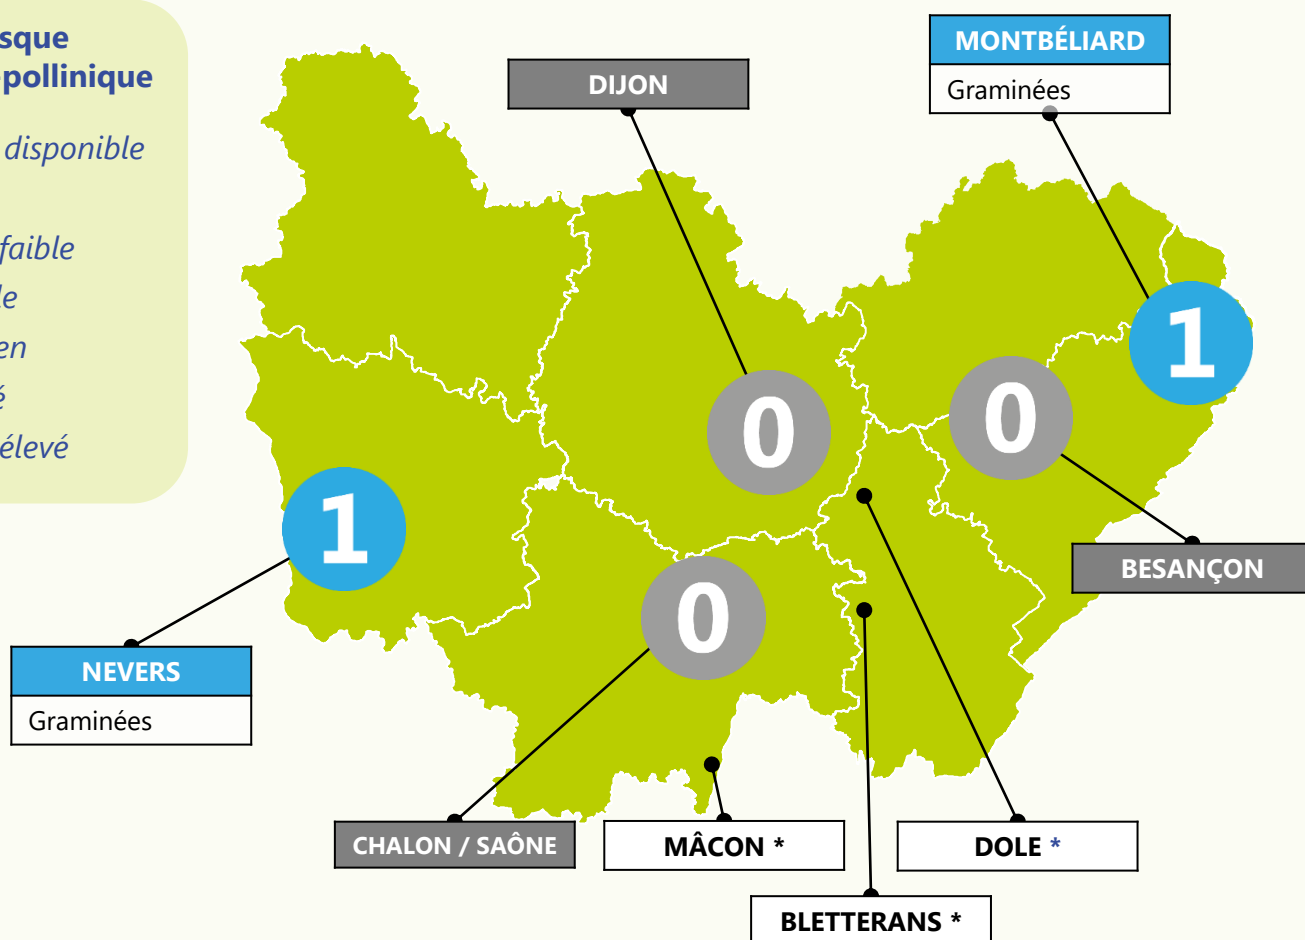 sque
pollinique
disponible
faible
le
en
é
élevé
DIJON
MONTBÉLIARD
Graminées
1
0
0
1
0
BESANÇON
NEVERS
Graminées
CHALON / SAÔNE
MÂCON *
DOLE *
BLETTERANS *